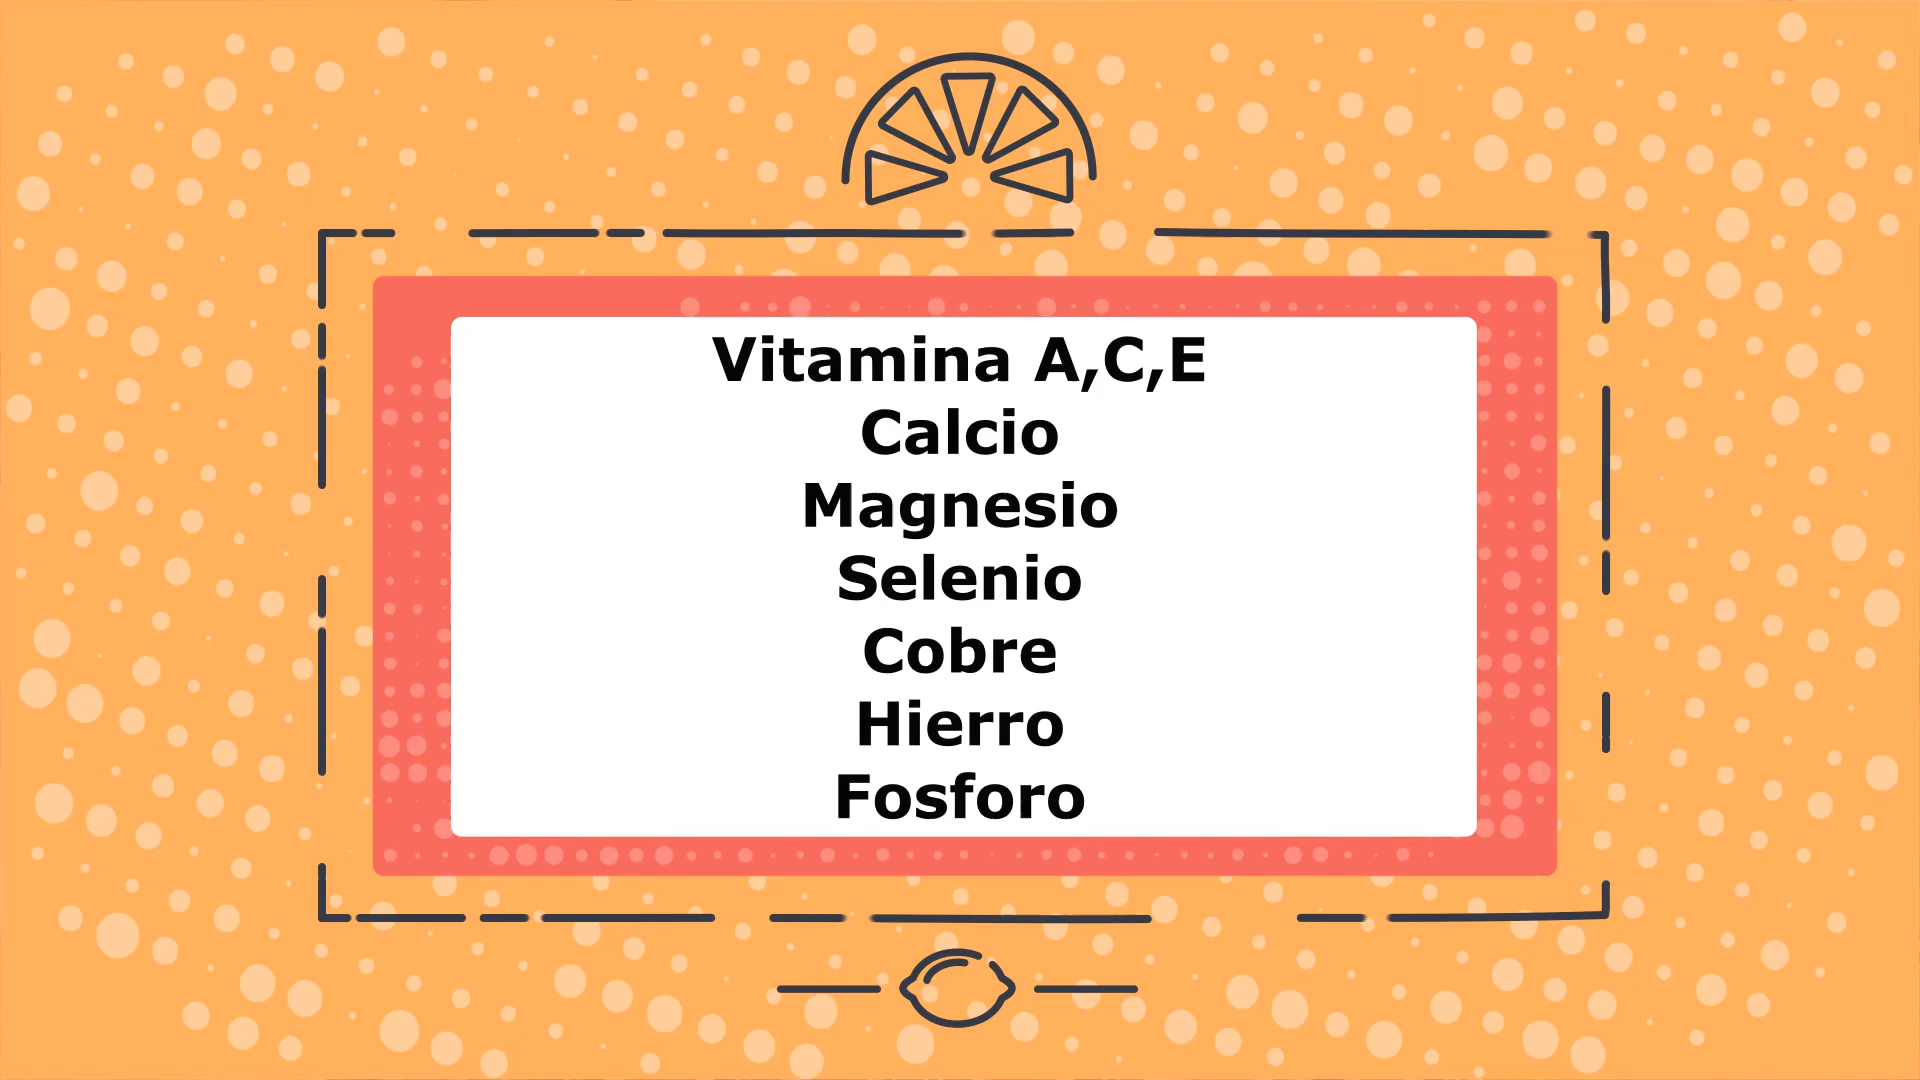 Vitamina A,C,E
Calcio
Magnesio
Selenio
Cobre
Hierro
Fosforo